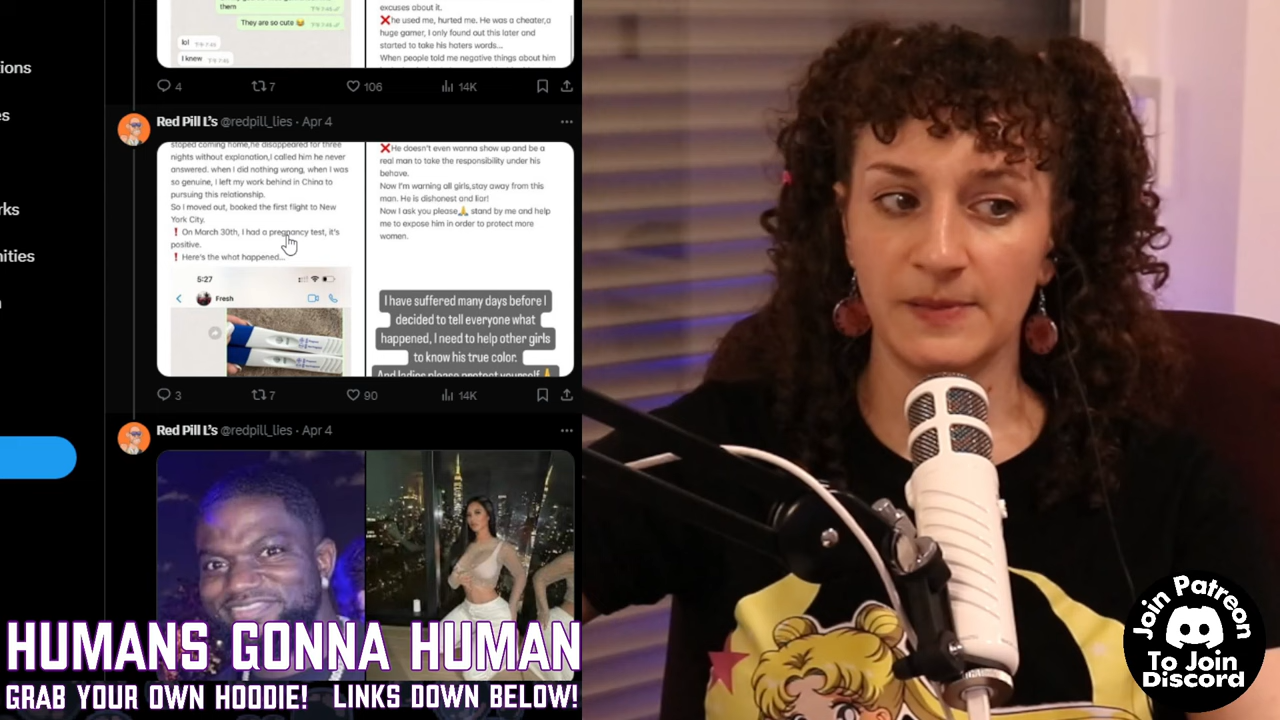 them
They are so cute 😂
lol
I knew
excuses about it.
❌he used me, hurted me. He was a cheater,a
huge gamer, I only found out this later and
started to take his haters words...
When people told me negative things about him
4
7
106
14K
Red Pill L's @redpill_lies · Apr 4
stoped coming home,he disappeared for three
nights without explanation,I called him he never
answered. when I did nothing wrong, when I was
so genuine, I left my work behind in China to
pursuing this relationship.
So I moved out, booked the first flight to New
York City.
❗On March 30th, I had a pregnancy test, it's
positive.
❗Here's the what happened...
5:27
Fresh
❌He doesn't even wanna show up and be a
real man to take the responsibility under his
behave.
Now I'm warning all girls,stay away from this
man. He is dishonest and liar!
Now I ask you please🙏 stand by me and help
me to expose him in order to protect more
women.
I have suffered many days before I
decided to tell everyone what
happened, I need to help other girls
to know his true color.
And ladies please protect yourself 🙏
3
7
90
14K
Red Pill L's @redpill_lies · Apr 4
ions
HUMANS GONNA HUMAN
GRAB YOUR OWN HOODIE! LINKS DOWN BELOW!
Join Patreon
To Join
Discord